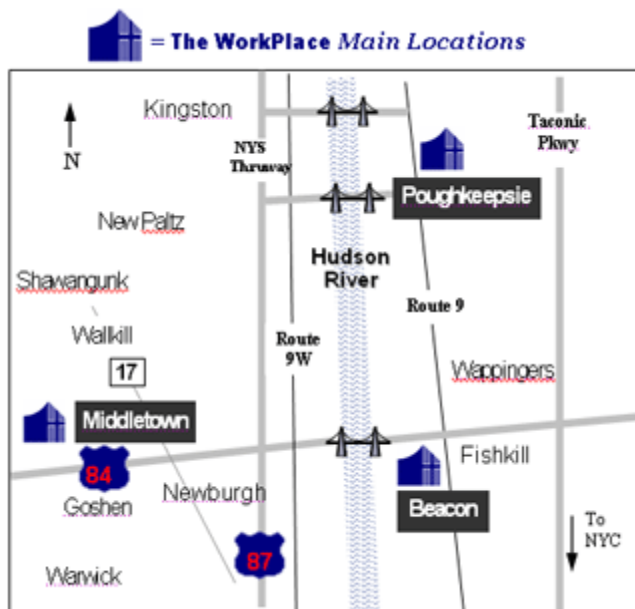 = The WorkPlace Main Locations
Kingston
N
NYS
Thruway
Taconic
Pkwy
Poughkeepsie
New Paltz
Hudson
River
Shawangunk
Route 9
Wallkill
Route
9W
17
Wappingers
Middletown
84
Fishkill
Goshen
Newburgh
Beacon
To
NYC
87
Warwick